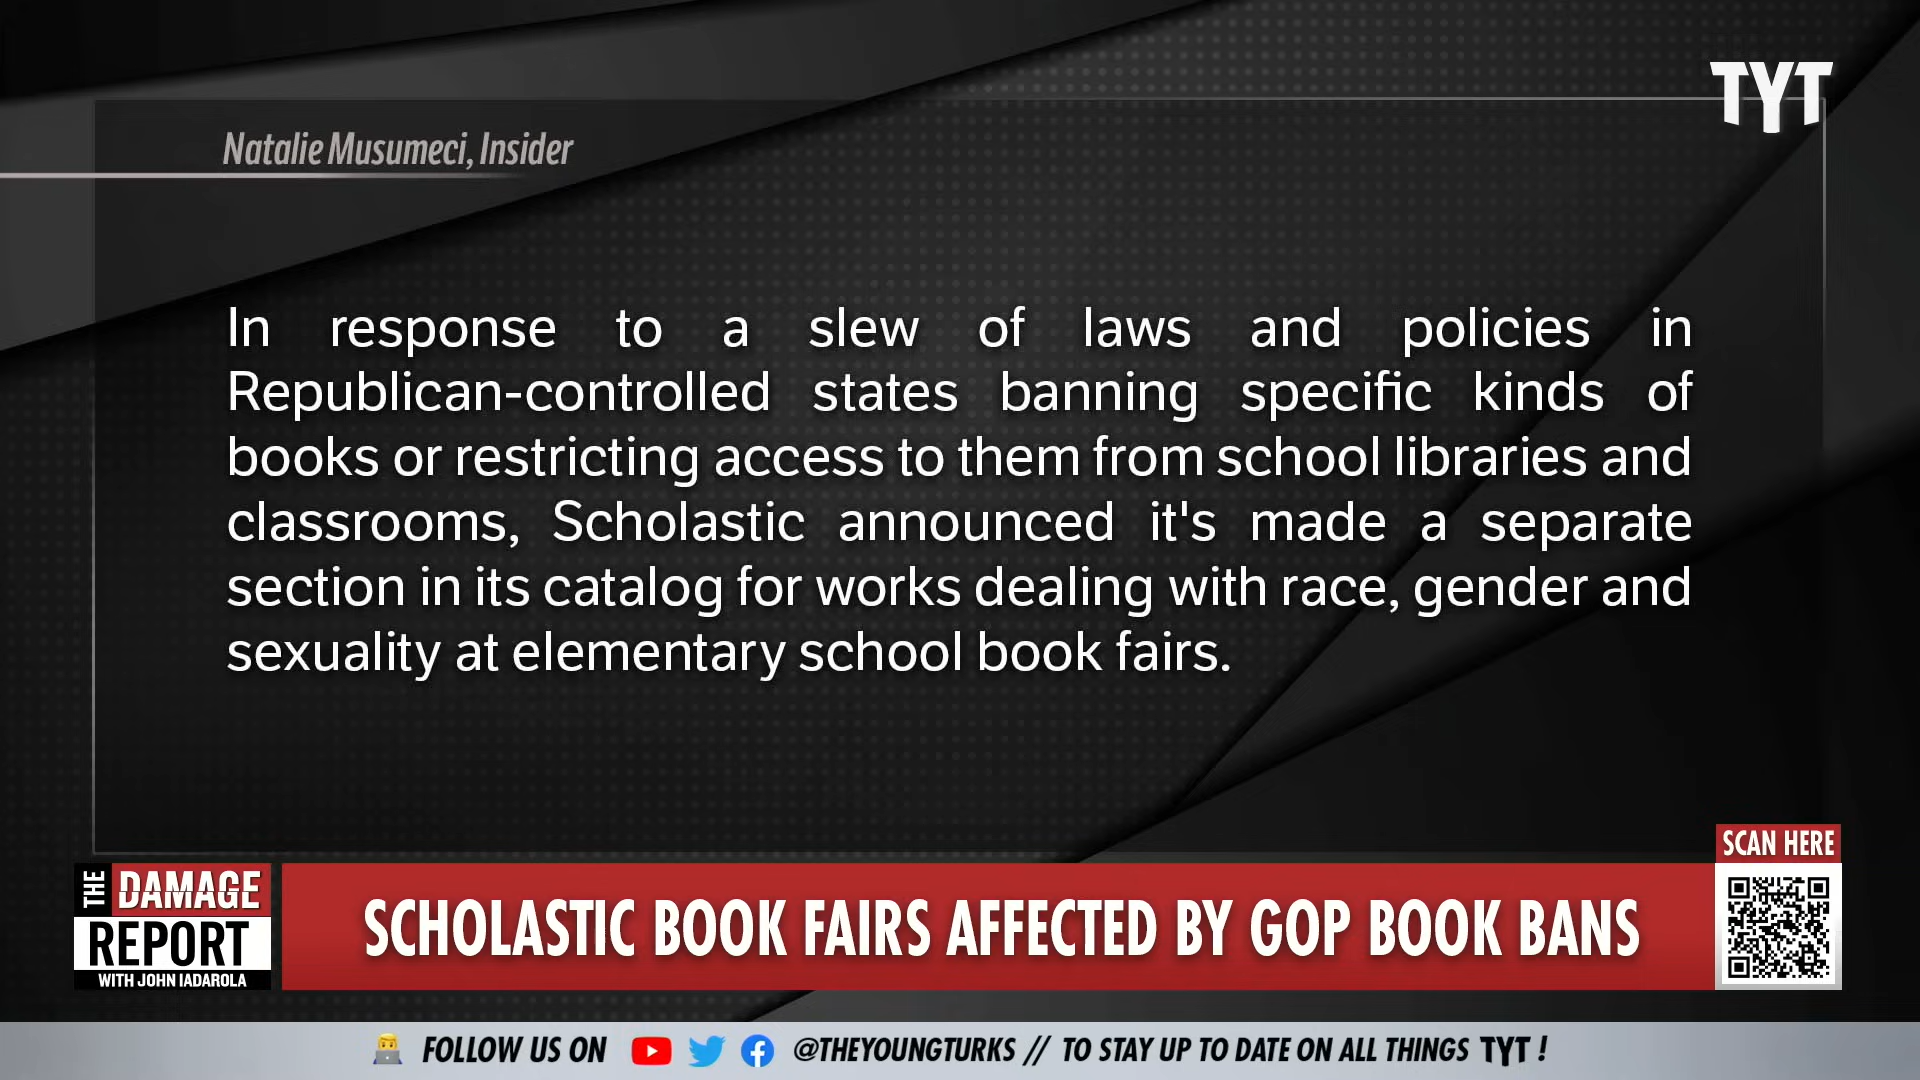 TYT
Natalie Musumeci, Insider
In response to a slew of laws and policies in
Republican-controlled states banning specific kinds of
books or restricting access to them from school libraries and
classrooms, Scholastic announced it's made a separate
section in its catalog for works dealing with race, gender and
sexuality at elementary school book fairs.
SCAN HERE
THE DAMAGE
REPORT
WITH JOHN IADAROLA
SCHOLASTIC BOOK FAIRS AFFECTED BY GOP BOOK BANS
FOLLOW US ON @THEYOUNGTURKS // TO STAY UP TO DATE ON ALL THINGS TYT !